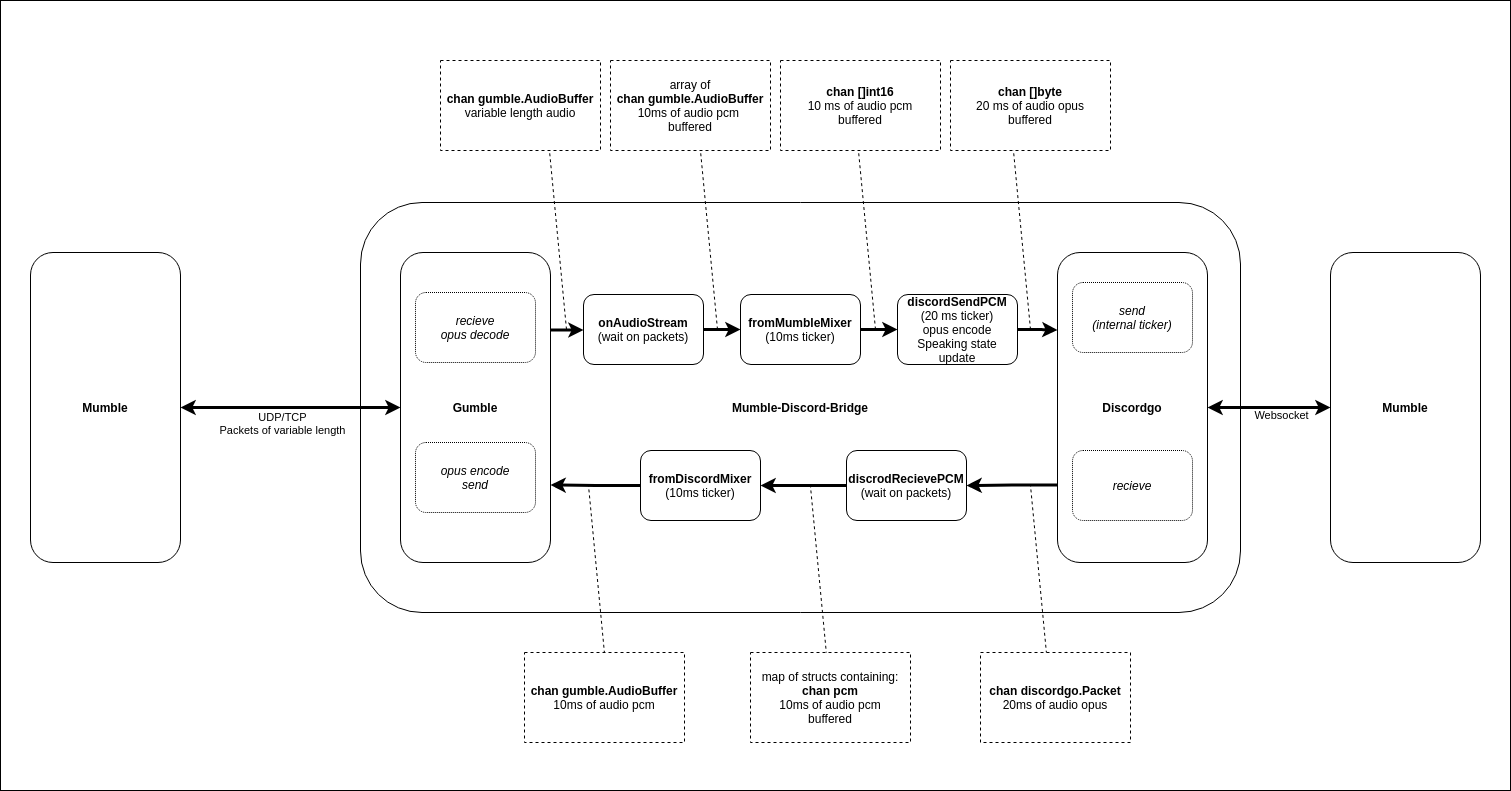 chan gumble.AudioBuffer
variable length audio
array of
chan gumble.AudioBuffer
10ms of audio pcm
buffered
chan []int16
10 ms of audio pcm
buffered
chan []byte
20 ms of audio opus
buffered
Mumble
UDP/TCP
Packets of variable length
recieve
opus decode
Gumble
opus encode
send
onAudioStream
(wait on packets)
fromMumbleMixer
(10ms ticker)
discordSendPCM
(20 ms ticker)
opus encode
Speaking state
update
Mumble-Discord-Bridge
fromDiscordMixer
(10ms ticker)
discrodRecievePCM
(wait on packets)
send
(internal ticker)
Discordgo
recieve
Websocket
Mumble
chan gumble.AudioBuffer
10ms of audio pcm
map of structs containing:
chan pcm
10ms of audio pcm
buffered
chan discordgo.Packet
20ms of audio opus